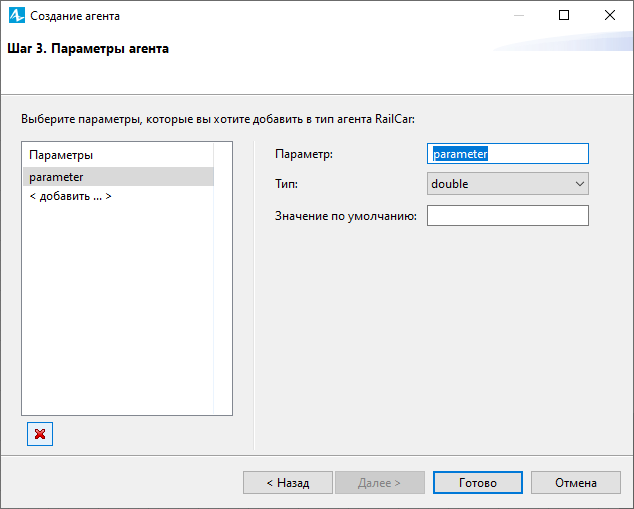 Создание агента
Шаг 3. Параметры агента
Выберите параметры, которые вы хотите добавить в тип агента RailCar:
Параметры
parameter
< добавить ... >
Параметр:
parameter
Тип:
double
Значение по умолчанию:
< Назад
Далее >
Готово
Отмена